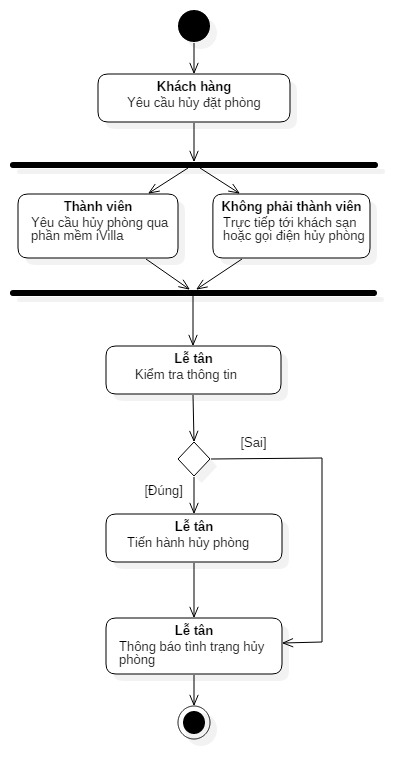 Khách hàng
Yêu cầu hủy đặt phòng
Thành viên
Yêu cầu hủy phòng qua
phần mềm iVilla
Không phải thành viên
Trực tiếp tới khách sạn
hoặc gọi điện hủy phòng
Lễ tân
Kiểm tra thông tin
[Sai]
[Đúng]
Lễ tân
Tiến hành hủy phòng
Lễ tân
Thông báo tình trạng hủy
phòng